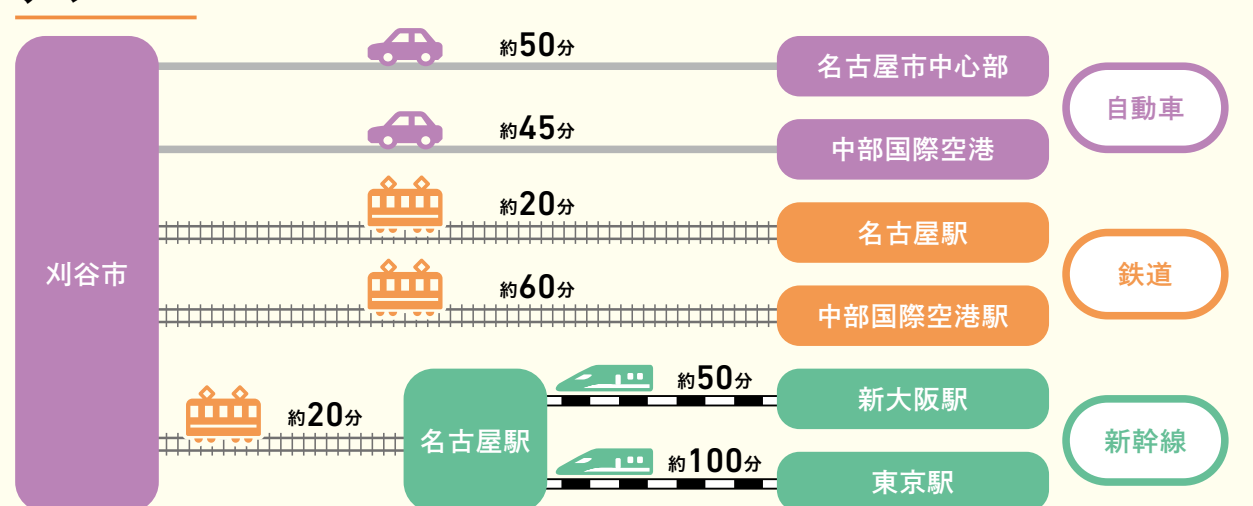 刈谷市
約50分
名古屋市中心部
約45分
中部国際空港
自動車
約20分
名古屋駅
約60分
中部国際空港駅
鉄道
約20分
名古屋駅
約50分
新大阪駅
約100分
東京駅
新幹線